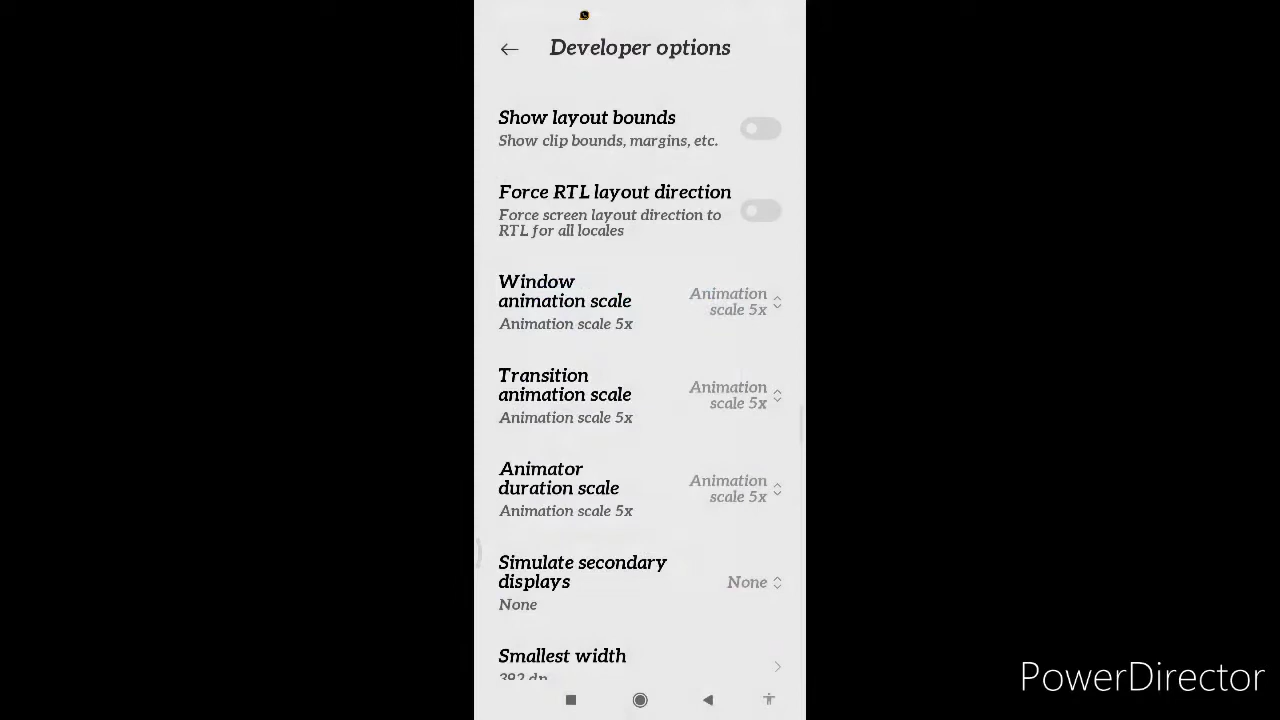 Developer options
Show layout bounds
Show clip bounds, margins, etc.
Force RTL layout direction
Force screen layout direction to
RTL for all locales
Window
animation scale
Animation scale 5x
Animation
scale 5x
Transition
animation scale
Animation scale 5x
Animation
scale 5x
Animator
duration scale
Animation scale 5x
Animation
scale 5x
Simulate secondary
displays
None
None
Smallest width
392 dp
PowerDirector